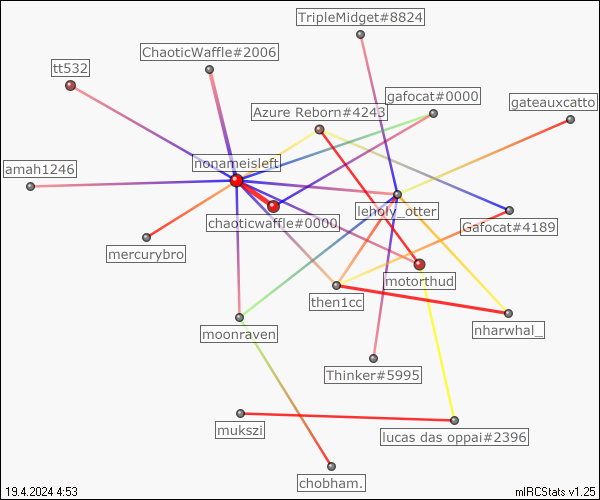 TripleMidget#8824
ChaoticWaffle#2006
tt532
gafocat#0000
gateauxcatto
Azure Reborn#4243
nonameisleft
amah1246
leholy_otter
chaoticwaffle#0000
Gafocat#4189
mercurybro
motorthud
then1cc
moonraven
nharwhal_
Thinker#5995
mukszi
lucas das oppai#2396
chobham.
19.4.2024 4:53
mIRCStats v1.25